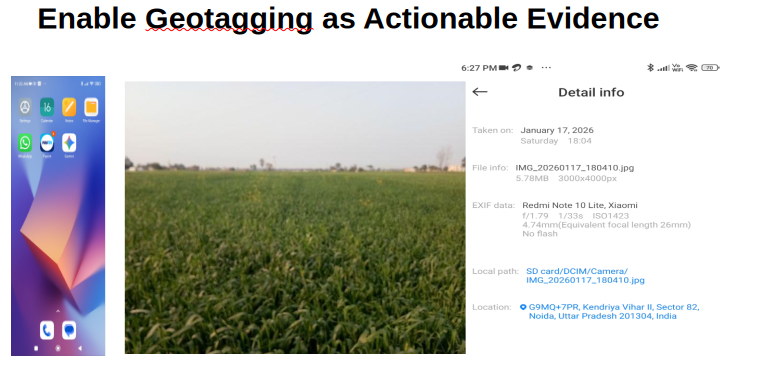 Enable Geotagging as Actionable Evidence
6:27 PM
Vo
WiFi
70
Detail info
Taken on: January 17, 2026
Saturday 18:04
File info: IMG_20260117_180410.jpg
5.78MB 3000x4000px
EXIF data: Redmi Note 10 Lite, Xiaomi
f/1.79 1/33s ISO1423
4.74mm(Equivalent focal length 26mm)
No flash
Local path: SD card/DCIM/Camera/
IMG_20260117_180410.jpg
Location: G9MQ+7PR, Kendriya Vihar II, Sector 82,
Noida, Uttar Pradesh 201304, India